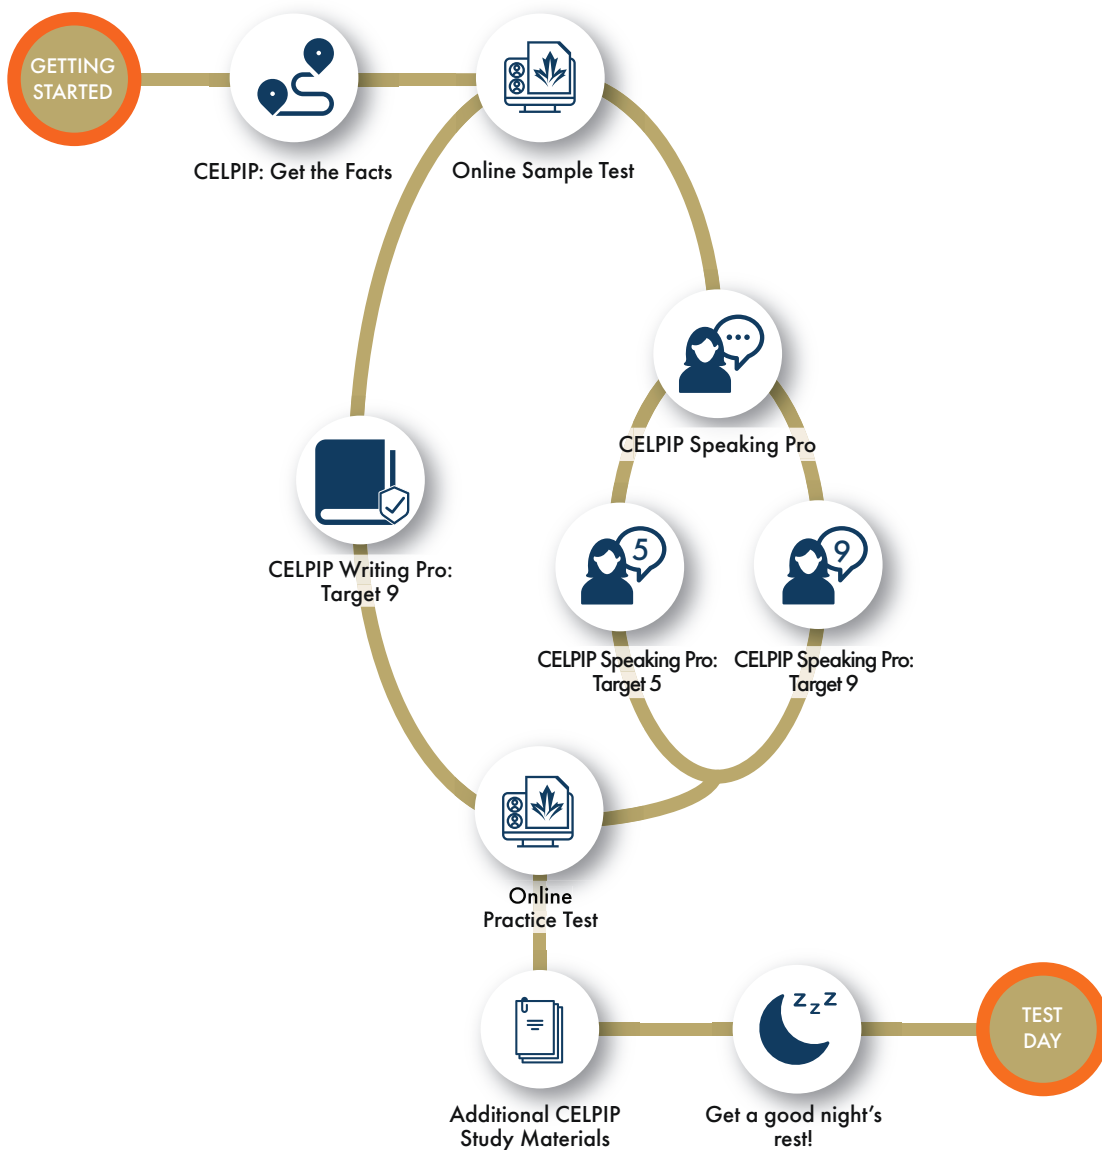 GETTING
STARTED
CELPIP: Get the Facts
Online Sample Test
CELPIP Speaking Pro
5
9
CELPIP Writing Pro:
Target 9
CELPIP Speaking Pro:
Target 5
CELPIP Speaking Pro:
Target 9
Online
Practice Test
z z z
TEST
DAY
Additional CELPIP
Study Materials
Get a good night's
rest!